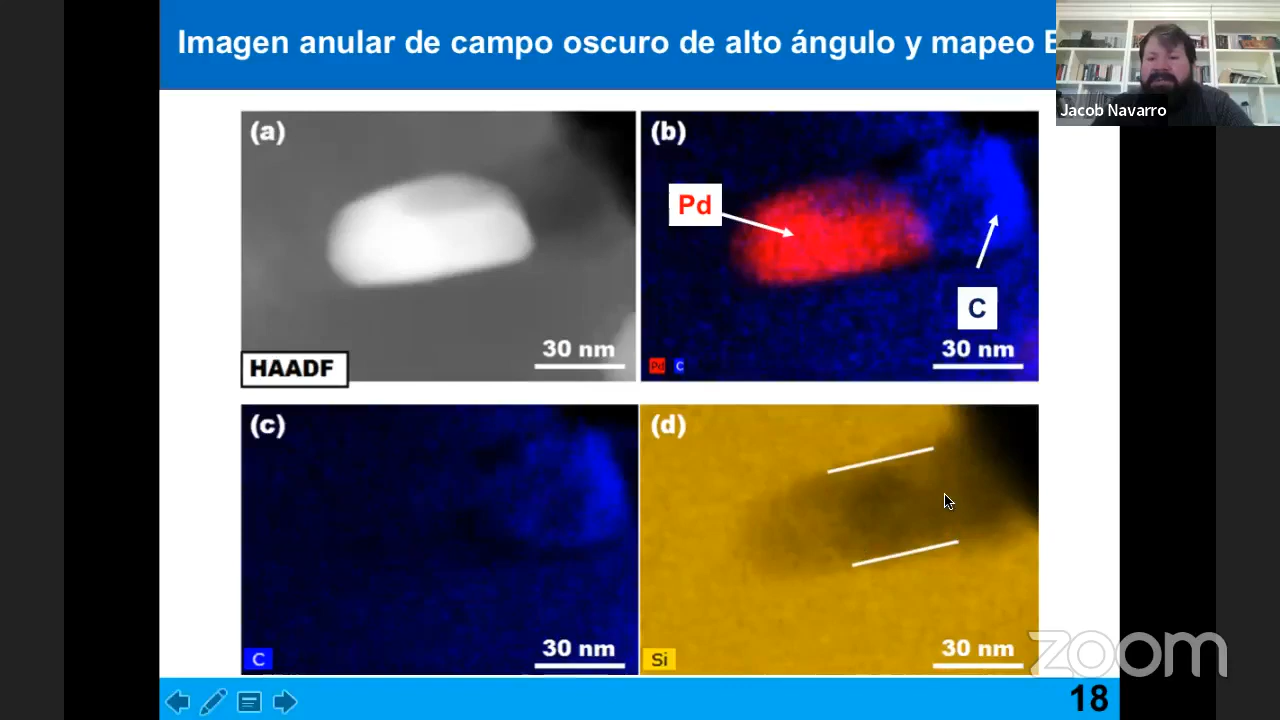 Imagen anular de campo oscuro de alto ángulo y mapeo
Jacob Navarro
(a)
30 nm
HAADF
(b)
Pd
C
30 nm
Pd C
(c)
30 nm
C
(d)
30 nm
Si
zoom
18